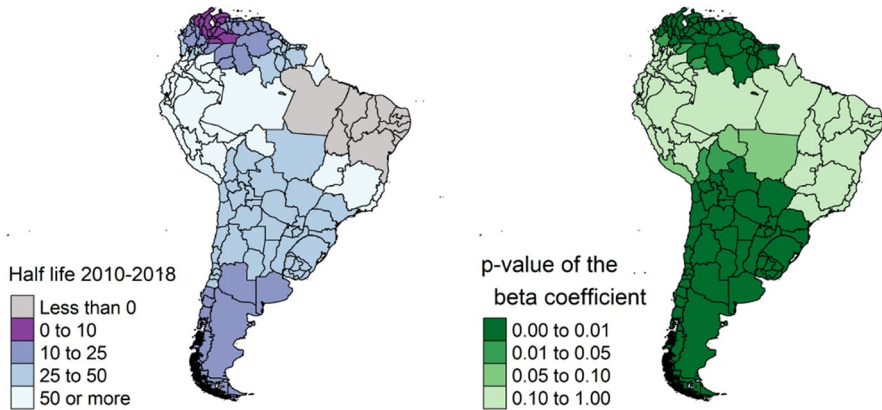 Half life 2010-2018
Less than 0
0 to 10
10 to 25
25 to 50
50 or more
p-value of the
beta coefficient
0.00 to 0.01
0.01 to 0.05
0.05 to 0.10
0.10 to 1.00